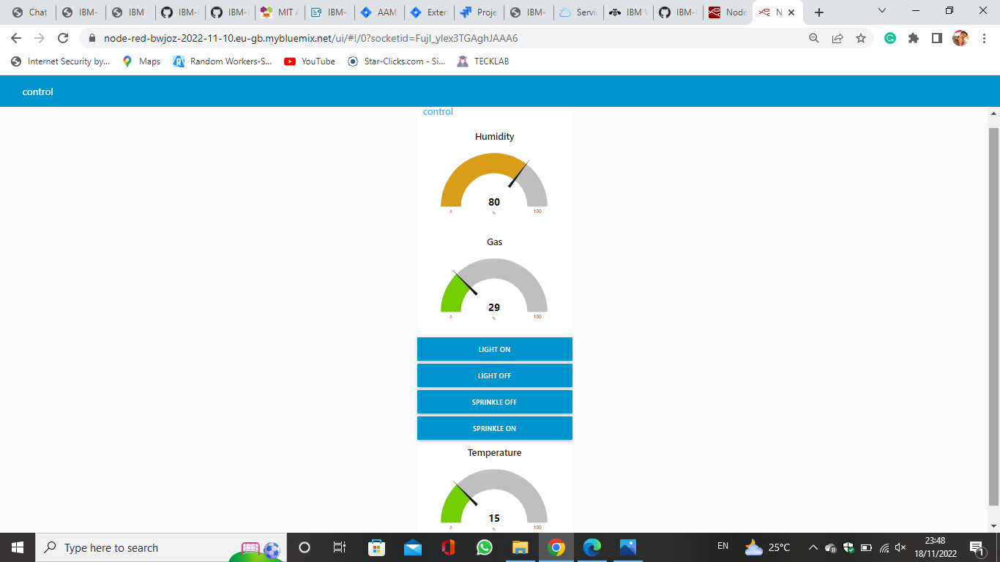 Chat
IBM-
IBM
IBM-I
IBM-I
MIT A
IBM-
AAM
Exter
Proje
IBM-
Servi
IBM W
IBM-I
Node
N
node-red-bwjoz-2022-11-10.eu-gb.mybluemix.net/ui/#!/0?socketid=FujI_ylex3TGAghJAAA6
Internet Security by...
Maps
Random Workers-S...
YouTube
Star-Clicks.com - Si...
TECKLAB
control
control
Humidity
80
0 % 100
Gas
29
0 % 100
LIGHT ON
LIGHT OFF
SPRINKLE OFF
SPRINKLE ON
Temperature
15
0 % 100
Type here to search
25°C
EN
23:48
18/11/2022
1